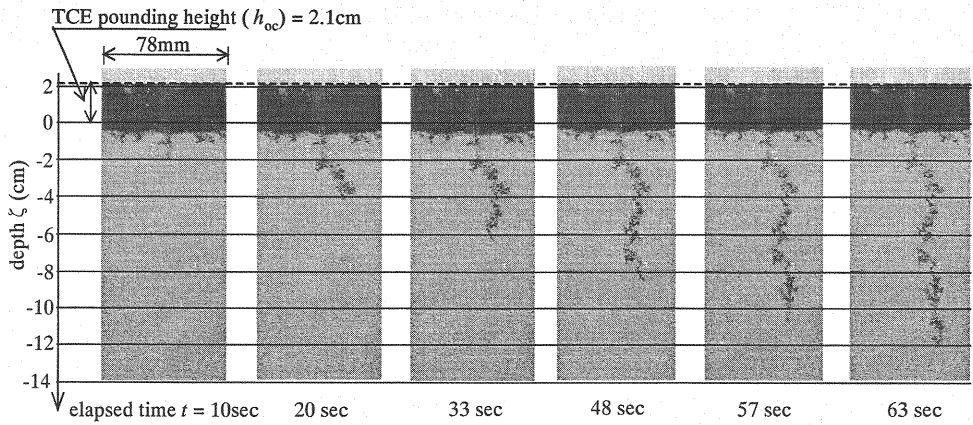 TCE pounding height (h_oc) = 2.1cm
78mm
2
0
-2
-4
-6
-8
-10
-12
-14
depth ζ (cm)
elapsed time t = 10sec 20 sec 33 sec 48 sec 57 sec 63 sec